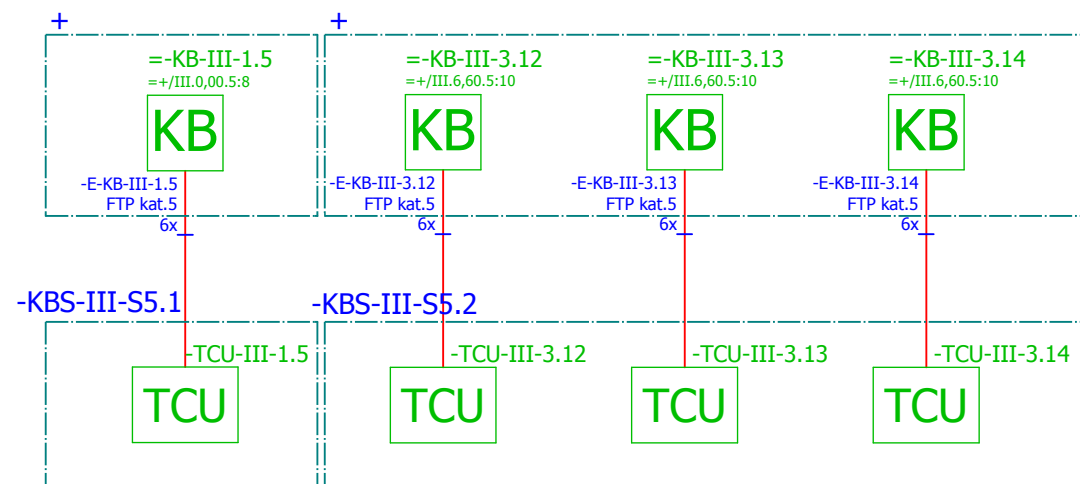 +
+
=-KB-III-1.5
=+/III.0,00.5:8
KB
=-KB-III-3.12
=+/III.6,60.5:10
KB
=-KB-III-3.13
=+/III.6,60.5:10
KB
=-KB-III-3.14
=+/III.6,60.5:10
KB
-E-KB-III-1.5
FTP kat.5
6x
-E-KB-III-3.12
FTP kat.5
6x
-E-KB-III-3.13
FTP kat.5
6x
-E-KB-III-3.14
FTP kat.5
6x
-KBS-III-S5.1
-KBS-III-S5.2
-TCU-III-1.5
TCU
-TCU-III-3.12
TCU
-TCU-III-3.13
TCU
-TCU-III-3.14
TCU